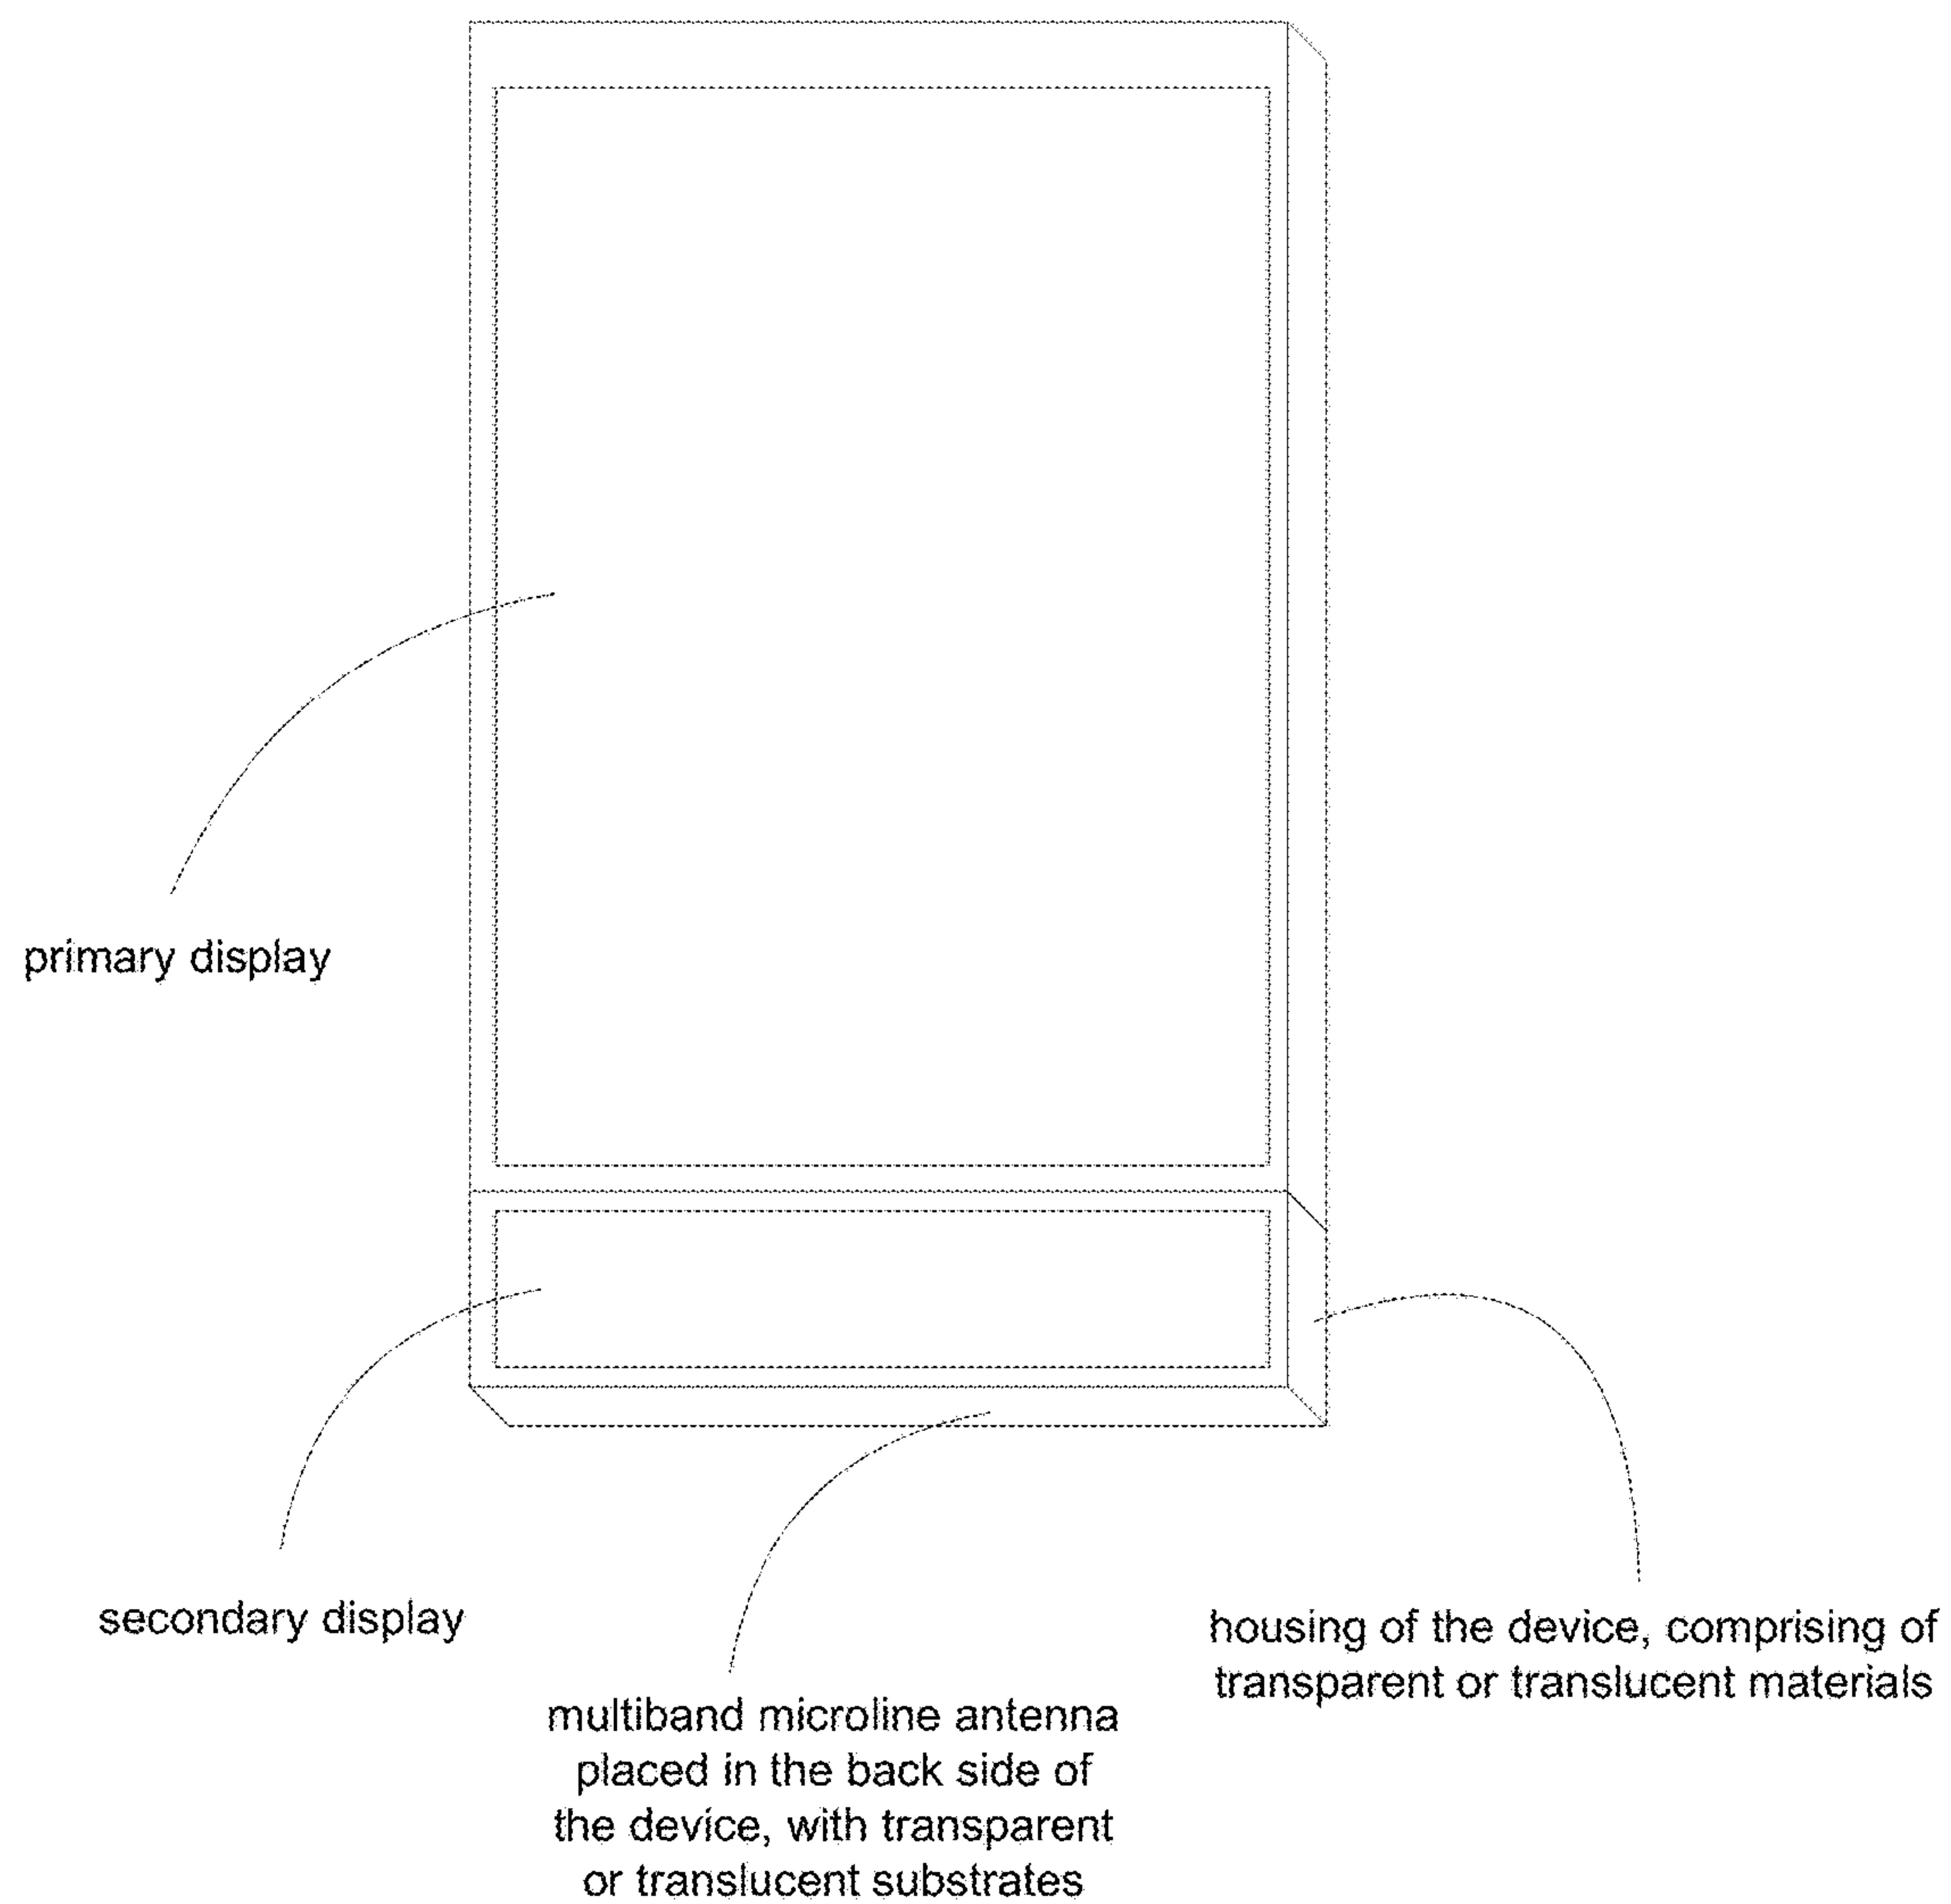 primary display
secondary display
multiband microline antenna
placed in the back side of
the device, with transparent
or translucent substrates
housing of the device, comprising of
transparent or translucent materials